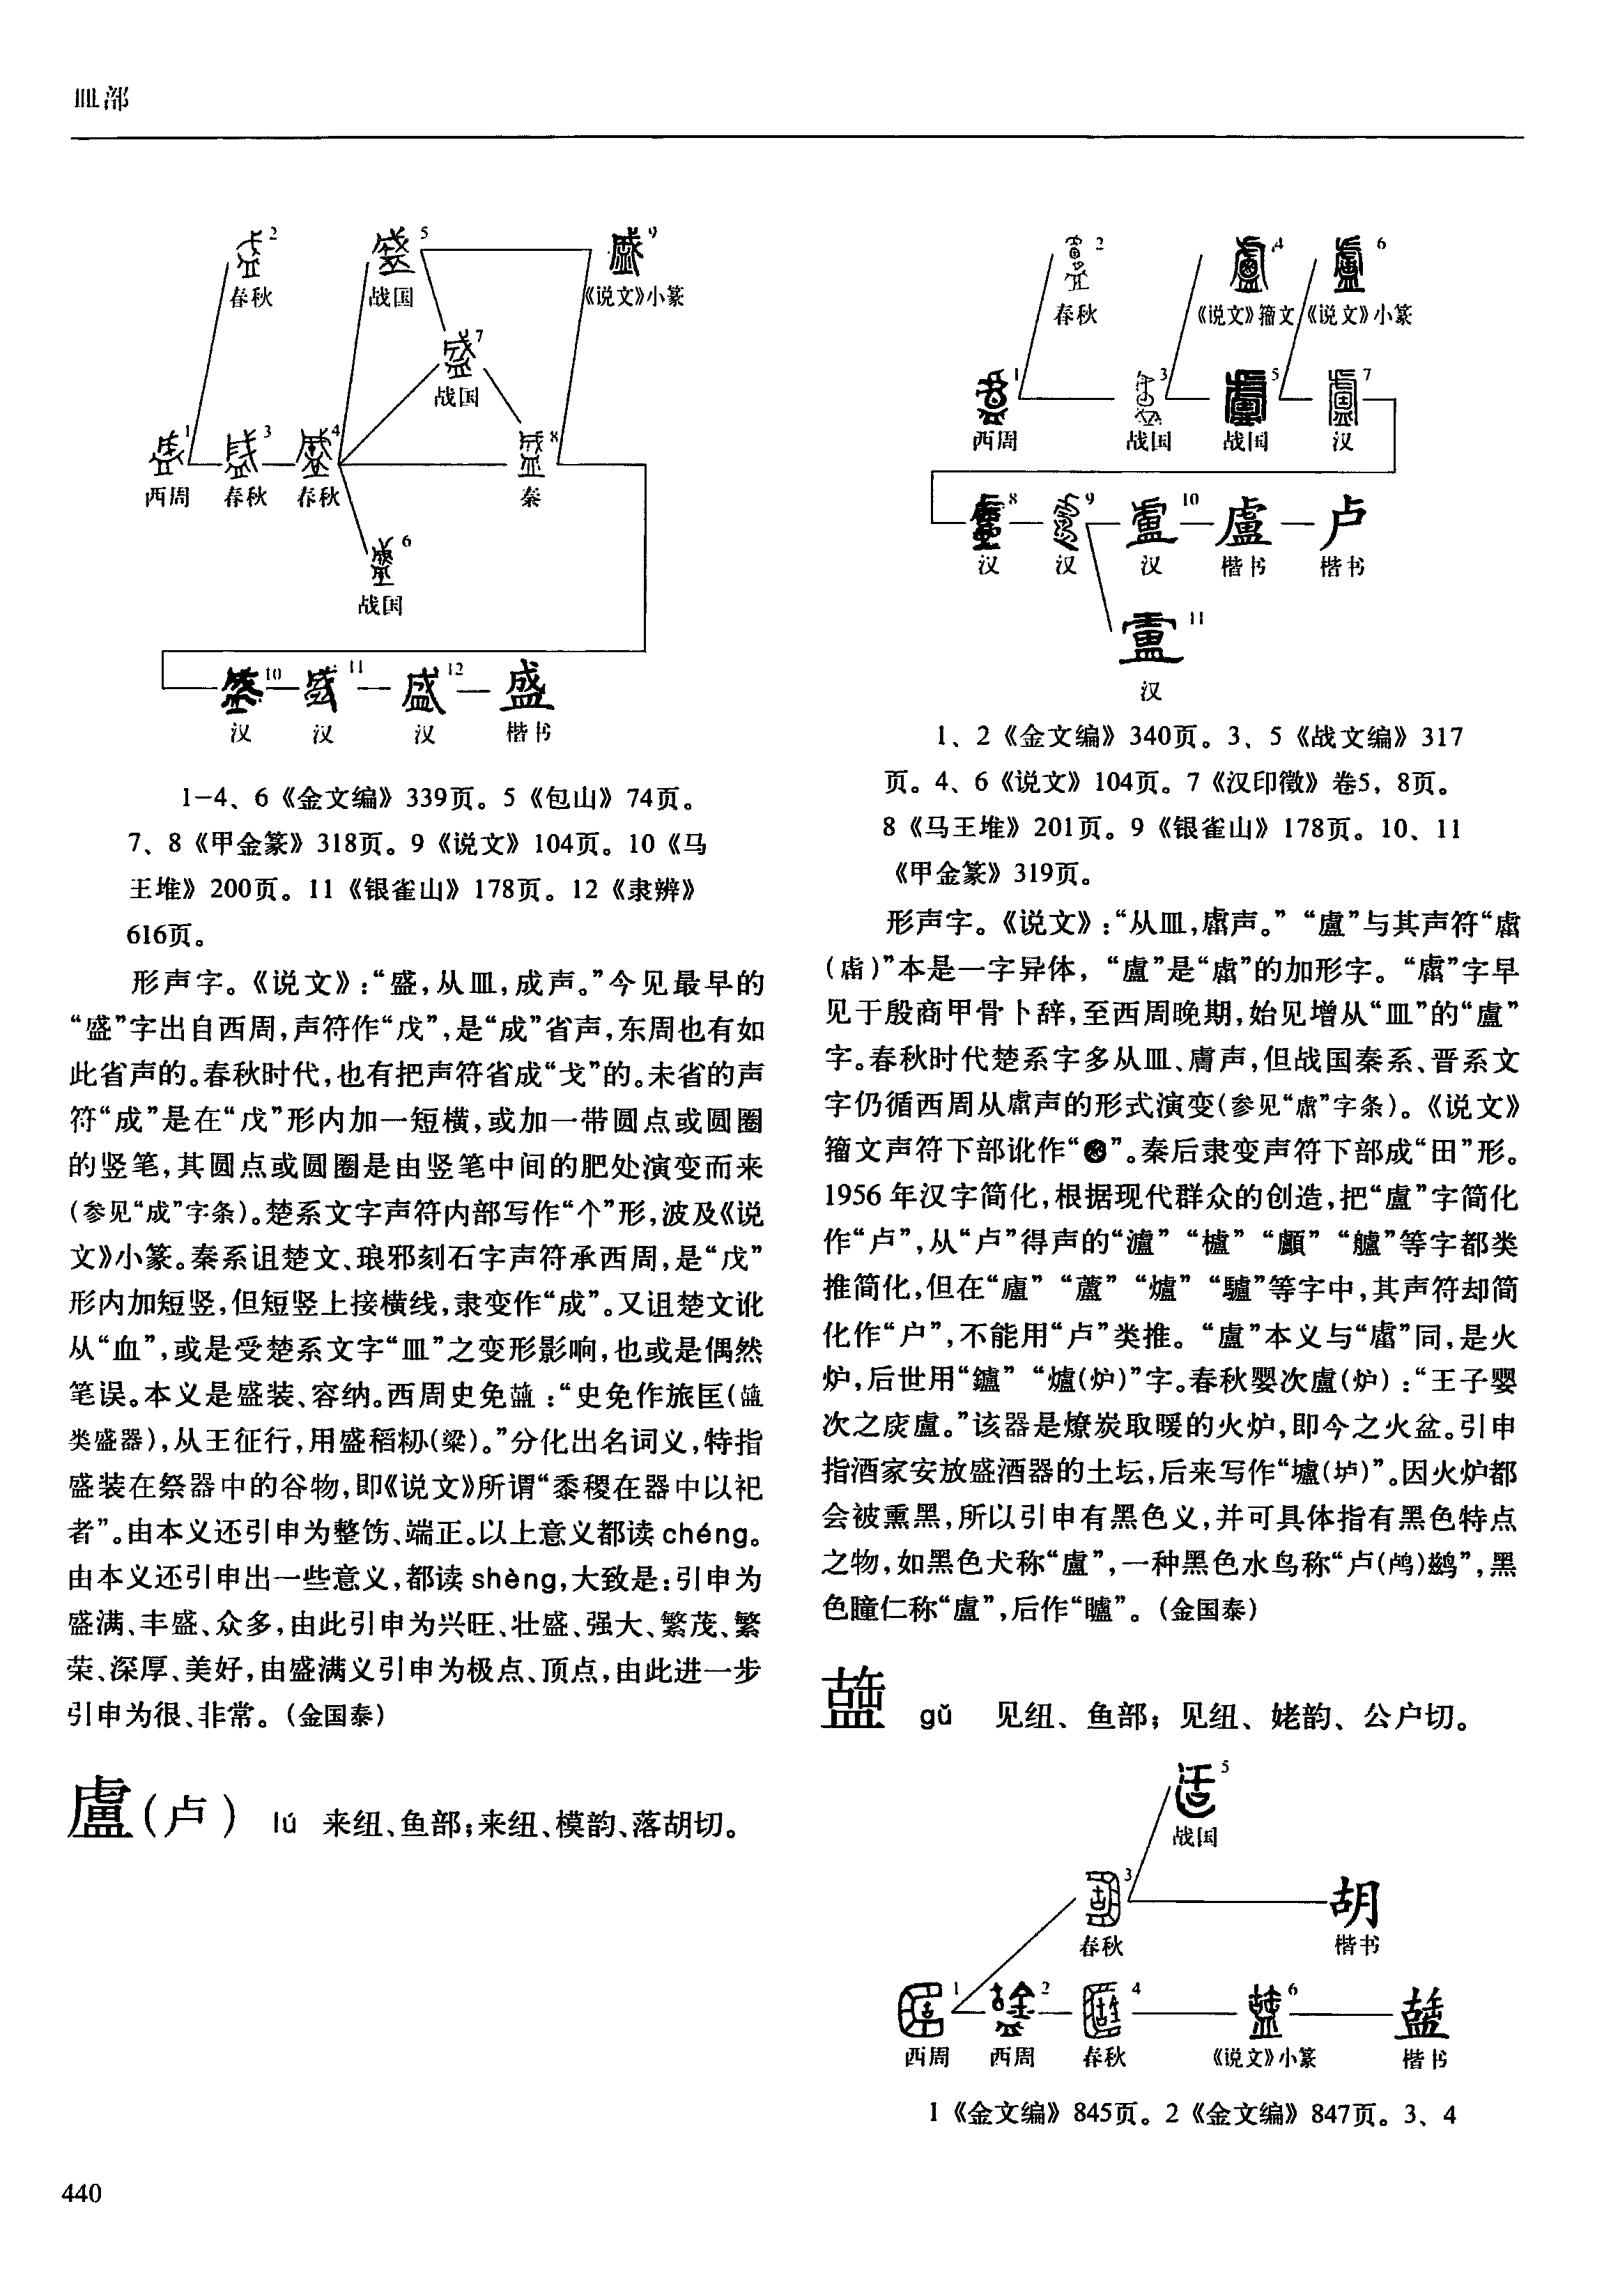 皿部
2
5
9
春秋
战国
《说文》小篆
7
战国
1
3
4
8
西周
春秋
春秋
秦
6
战国
10
11
12
盛
汉
汉
汉
楷书
1-4、6《金文编》339页。5《包山》74页。
7、8《甲金篆》318页。9《说文》104页。10《马
王堆》200页。11《银雀山》178页。12《隶辨》
616页。
形声字。《说文》:“盛,从皿,成声。”今见最早的
“盛”字出自西周,声符作“戊”,是“成”省声,东周也有如
此省声的。春秋时代,也有把声符省成“戈”的。未省的声
符“成”是在“戊”形内加一短横,或加一带圆点或圆圈
的竖笔,其圆点或圆圈是由竖笔中间的肥处演变而来
(参见“成”字条)。楚系文字声符内部写作“个”形,波及《说
文》小篆。秦系诅楚文、琅邪刻石字声符承西周,是“戊”
形内加短竖,但短竖上接横线,隶变作“成”。又诅楚文讹
从“血”,或是受楚系文字“皿”之变形影响,也或是偶然
笔误。本义是盛装、容纳。西周史免䀇:“史免作旅匡(䀇
类盛器),从王征行,用盛稻籾(粱)。”分化出名词义,特指
盛装在祭器中的谷物,即《说文》所谓“黍稷在器中以祀
者”。由本义还引申为整饬、端正。以上意义都读chéng。
由本义还引申出一些意义,都读shèng,大致是:引申为
盛满、丰盛、众多,由此引申为兴旺、壮盛、强大、繁茂、繁
荣、深厚、美好,由盛满义引申为极点、顶点,由此进一步
引申为很、非常。(金国泰)
盧(卢) lú 来纽、鱼部;来纽、模韵、落胡切。
2
4
6
春秋
《说文》籀文
《说文》小篆
1
3
5
7
西周
战国
战国
汉
8
9
10
盧
卢
汉
汉
汉
楷书
楷书
11
汉
1、2《金文编》340页。3、5《战文编》317
页。4、6《说文》104页。7《汉印徵》卷5,8页。
8《马王堆》201页。9《银雀山》178页。10、11
《甲金篆》319页。
形声字。《说文》:“从皿,𧆨声。”“盧”与其声符“𧆨
()”本是一字异体,“盧”是“𧆨”的加形字。“𧆨”字早
见于殷商甲骨卜辞,至西周晚期,始见增从“皿”的“盧”
字。春秋时代楚系字多从皿、膚声,但战国秦系、晋系文
字仍循西周从𧆨声的形式演变(参见“𧆨”字条)。《说文》
籀文声符下部讹作“”。秦后隶变声符下部成“田”形。
1956年汉字简化,根据现代群众的创造,把“盧”字简化
作“卢”,从“卢”得声的“瀘”“櫨”“顱”“艫”等字都类
推简化,但在“廬”“蘆”“爐”“驢”等字中,其声符却简
化作“户”,不能用“卢”类推。“盧”本义与“𧆨”同,是火
炉,后世用“鑪”“爐(炉)”字。春秋婴次盧(炉):“王子婴
次之庡盧。”该器是燎炭取暖的火炉,即今之火盆。引申
指酒家安放盛酒器的土坛,后来写作“壚(垆)”。因火炉都
会被熏黑,所以引申有黑色义,并可具体指有黑色特点
之物,如黑色犬称“盧”,一种黑色水鸟称“卢(鸬)鹚”,黑
色瞳仁称“盧”,后作“矑”。(金国泰)
䀇 gǔ 见纽、鱼部;见纽、姥韵、公户切。
5
战国
3
胡
春秋
楷书
1
2
4
6
䀇
西周
西周
春秋
《说文》小篆
楷书
1《金文编》845页。2《金文编》847页。3、4
440